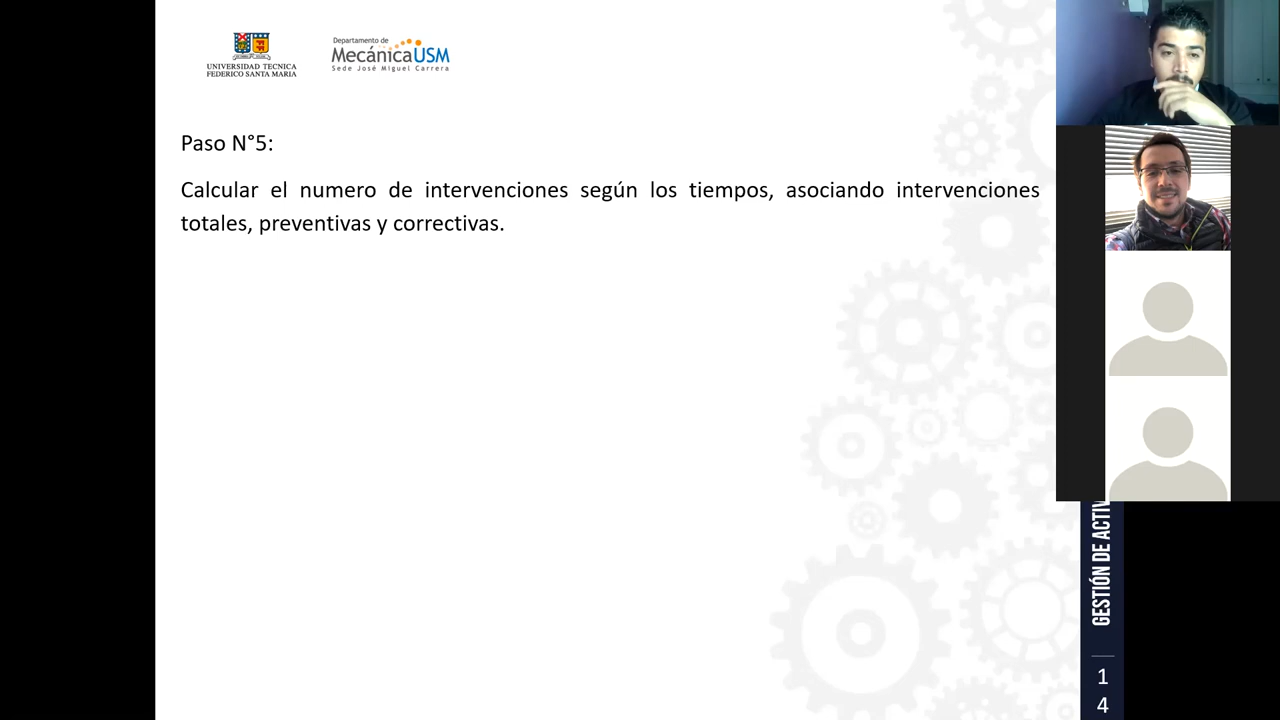 UNIVERSIDAD TECNICA
FEDERICO SANTA MARIA
Departamento de
MecánicaUSM
Sede José Miguel Carrera
Paso N°5:
Calcular el numero de intervenciones según los tiempos, asociando intervenciones
totales, preventivas y correctivas.
GESTIÓN DE
1
4